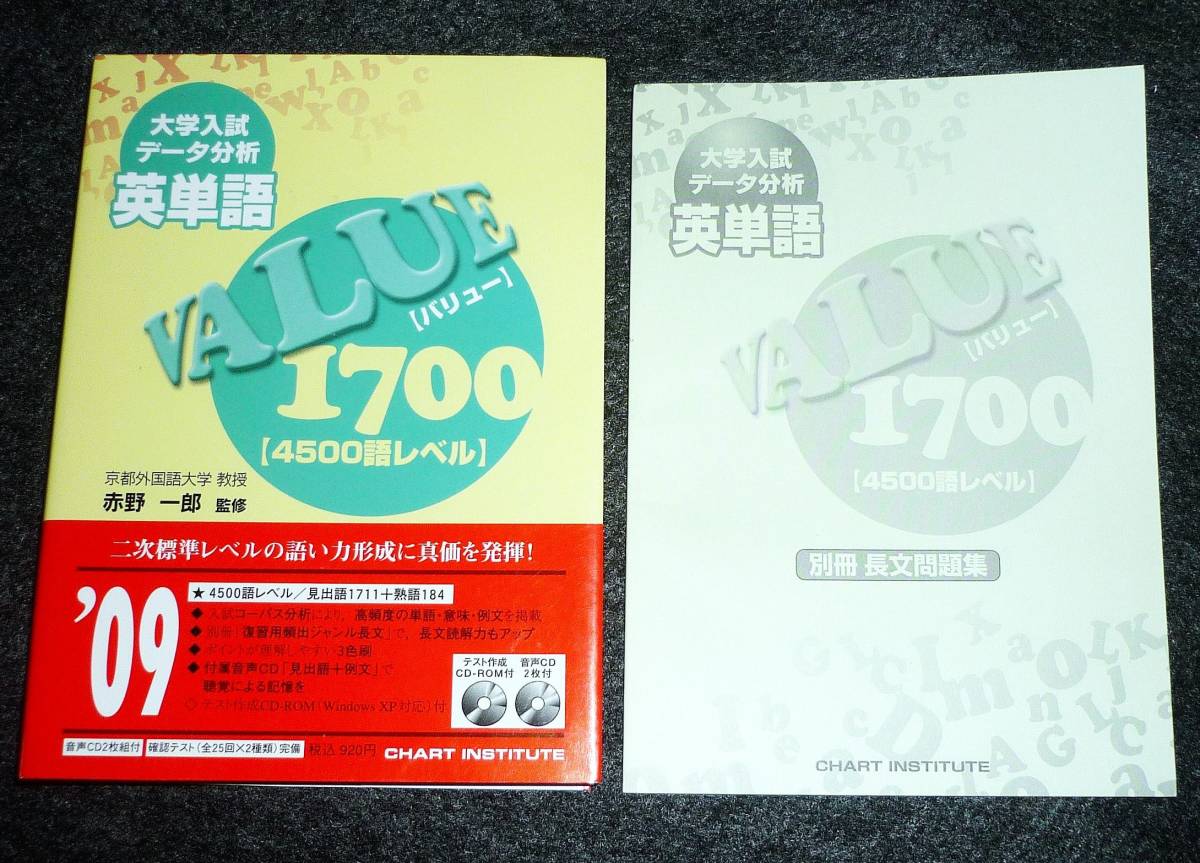 大学入試
データ分析
英単語
VALUE
[バリュー]
1700
【4500語レベル】
京都外国語大学 教授
赤野 一郎 監修
二次標準レベルの語い力形成に真価を発揮!
'09
★4500語レベル/見出語1711+熟語184
◆入試コーパス分析により,高頻度の単語・意味・例文を掲載
◆別冊「復習用頻出ジャンル長文」で,長文読解力もアップ
◆ポイントが理解しやすい3色刷
◆付属音声CD「見出語+例文」で
聴覚による記憶を
◇テスト作成CD-ROM(Windows XP対応)付
テスト作成
CD-ROM付
音声CD
2枚付
音声CD2枚組付 確認テスト(全25回×2種類)完備 税込920円
CHART INSTITUTE
大学入試
データ分析
英単語
VALUE
[バリュー]
1700
【4500語レベル】
別冊 長文問題集
CHART INSTITUTE